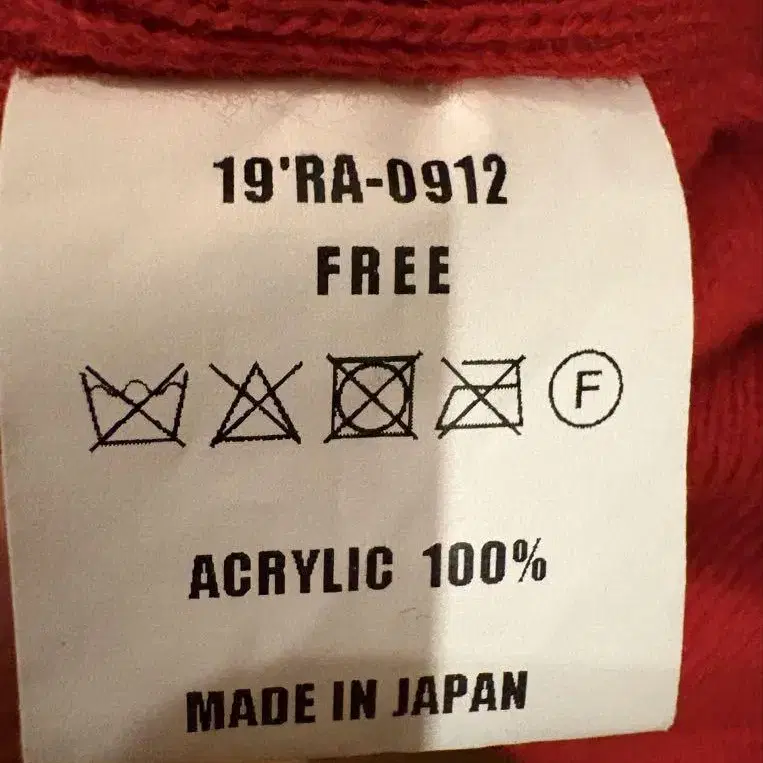 19'RA-0912
FREE
F
ACRYLIC 100%
MADE IN JAPAN